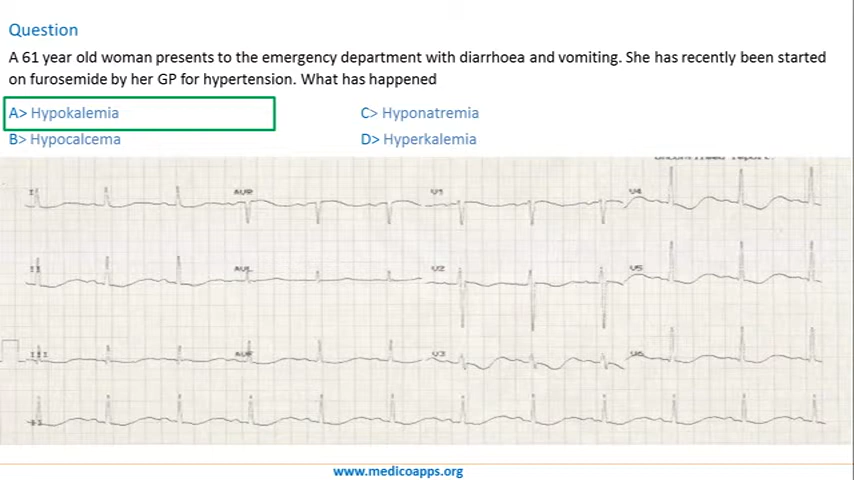 Question
A 61 year old woman presents to the emergency department with diarrhoea and vomiting. She has recently been started
on furosemide by her GP for hypertension. What has happened
A> Hypokalemia
C> Hyponatremia
B> Hypocalcema
D> Hyperkalemia
I
AVR
V1
V4
II
AVL
V2
V5
III
AVF
V3
V6
II
www.medicoapps.org